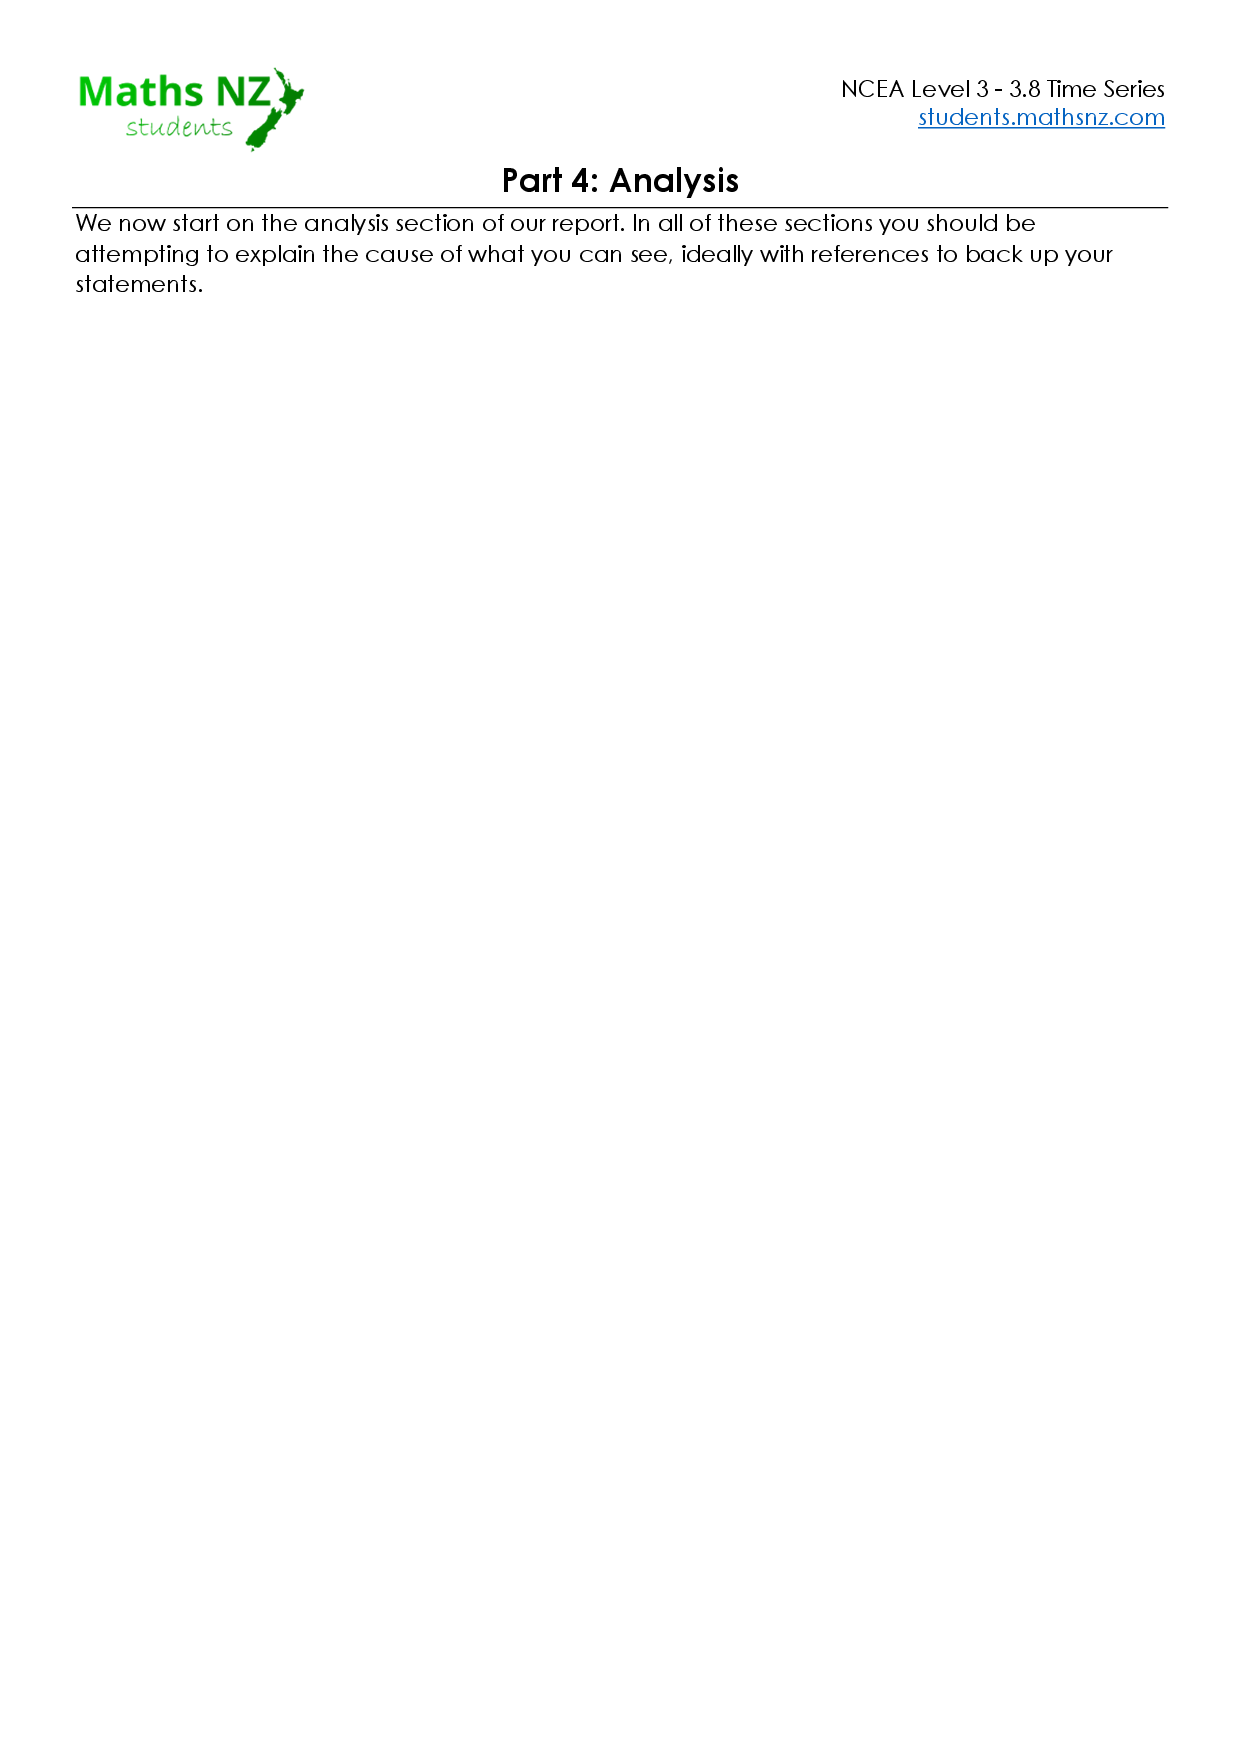 Maths NZ
students
NCEA Level 3 - 3.8 Time Series
students.mathsnz.com
Part 4: Analysis
We now start on the analysis section of our report. In all of these sections you should be
attempting to explain the cause of what you can see, ideally with references to back up your
statements.